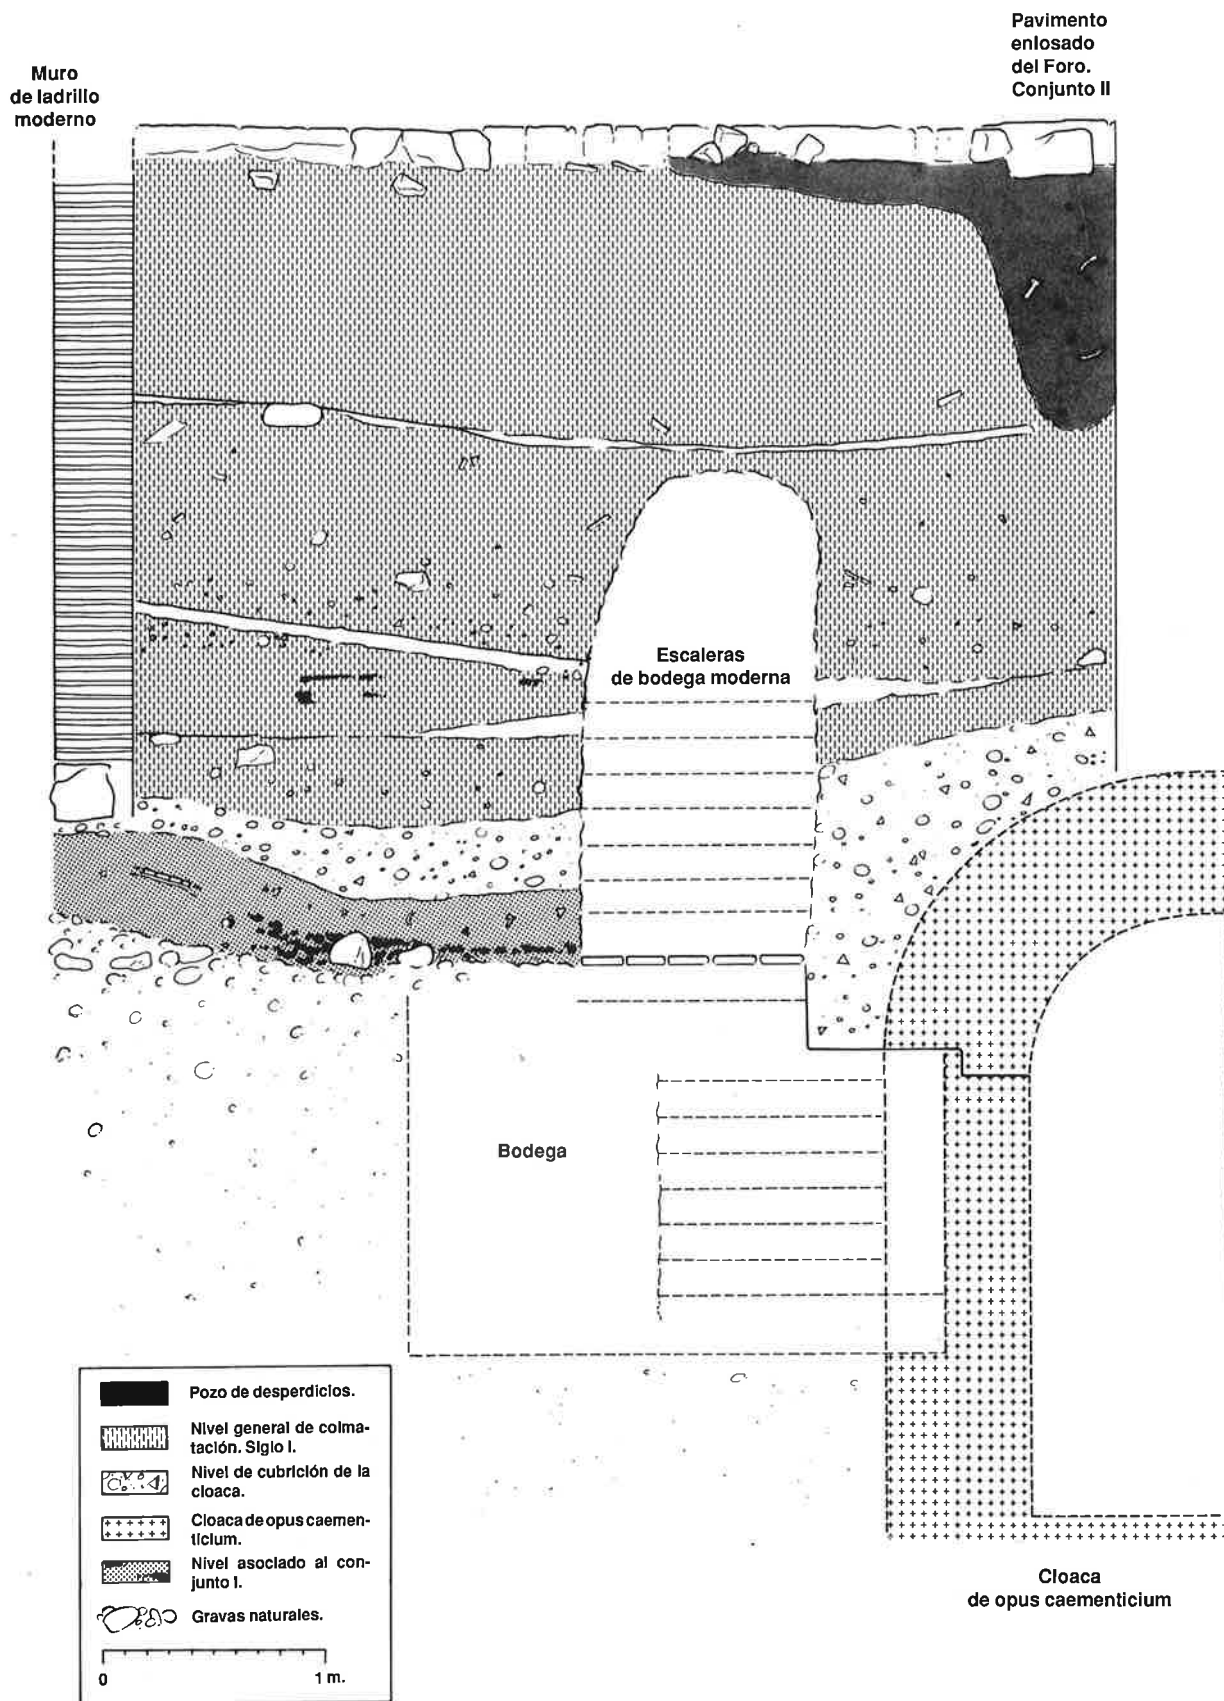 Pavimento
enlosado
del Foro.
Conjunto II
Muro
de ladrillo
moderno
Escaleras
de bodega moderna
Bodega
Pozo de desperdicios.
Nivel general de colma-
tación. Siglo I.
Nivel de cubrición de la
cloaca.
Cloaca de opus caemen-
ticium.
Nivel asociado al con-
junto I.
Gravas naturales.
0 1 m.
Cloaca
de opus caementicium